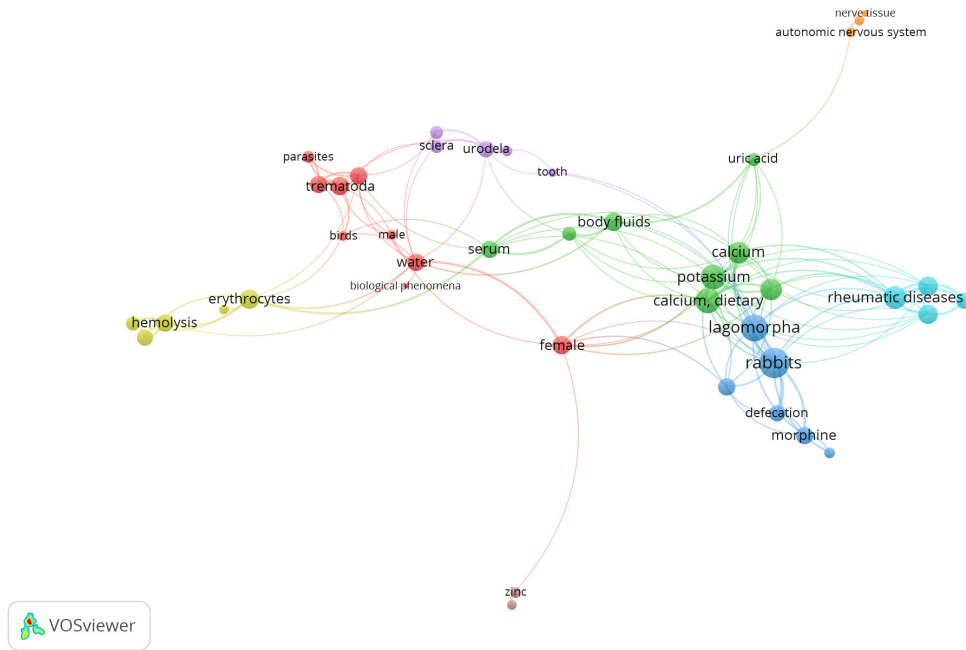 nerve tissue
autonomic nervous system
sclera
urodela
parasites
uric acid
tooth
trematoda
body fluids
birds
male
serum
calcium
water
potassium
biological phenomena
erythrocytes
calcium, dietary
rheumatic diseases
hemolysis
lagomorpha
female
rabbits
defecation
morphine
zinc
VOSviewer